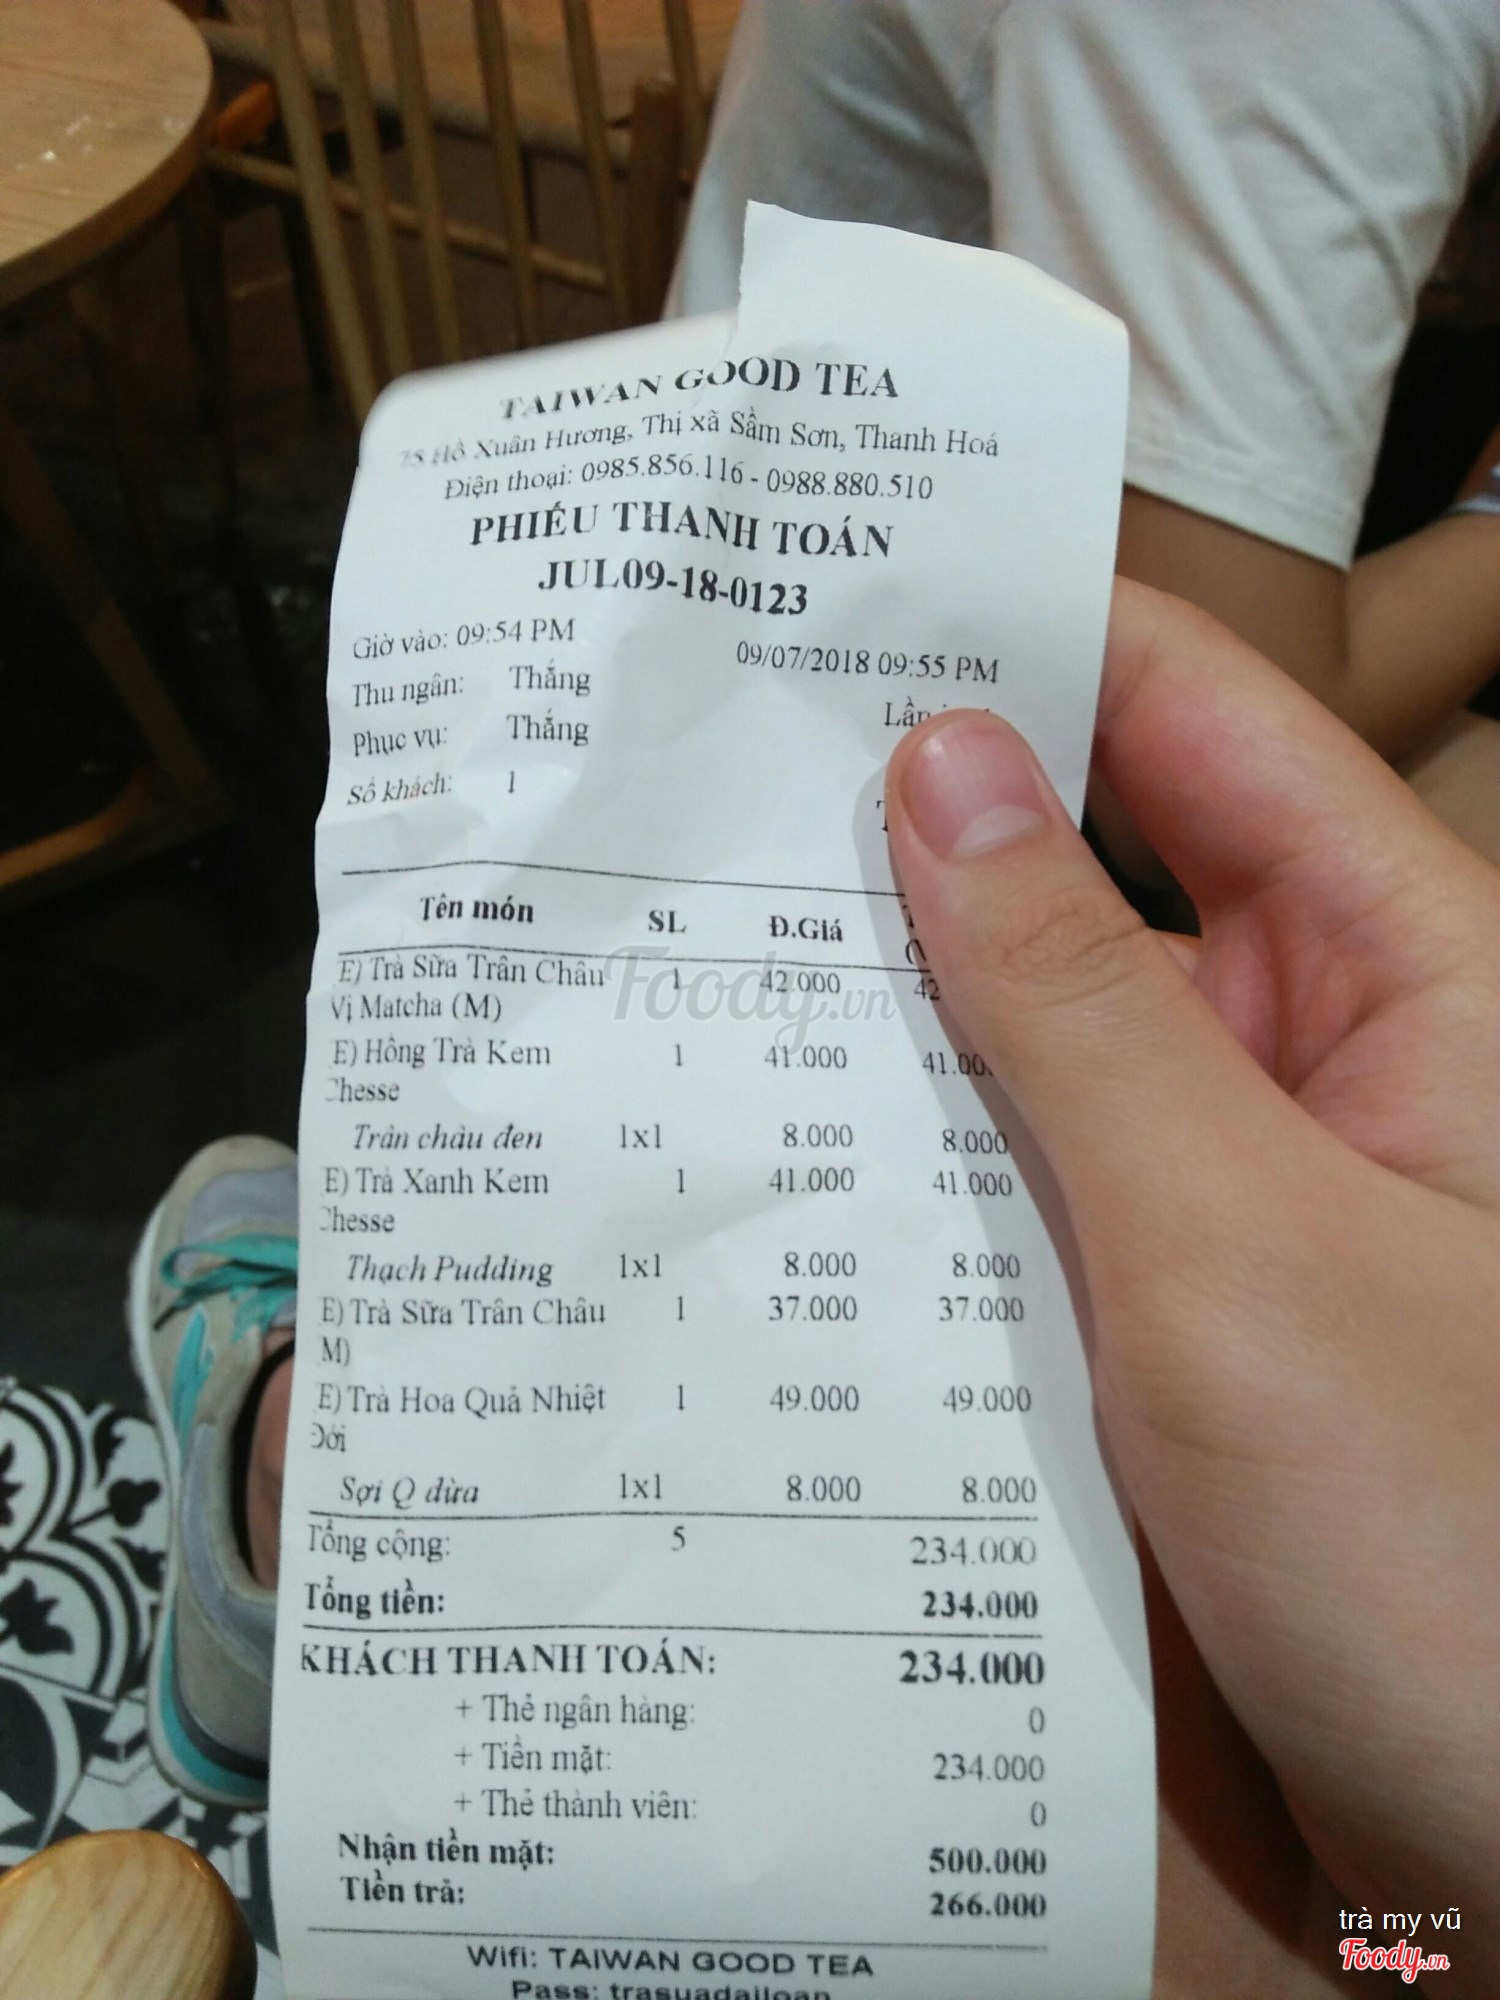 TAIWAN GOOD TEA
75 Hồ Xuân Hương, Thị xã Sầm Sơn, Thanh Hoá
Điện thoại: 0985.856.116 - 0988.880.510
PHIẾU THANH TOÁN
JUL09-18-0123
Giờ vào: 09:54 PM 09/07/2018 09:55 PM
Thu ngân: Thắng Lần
Phục vụ: Thắng
Số khách: 1
Tên món SL Đ.Giá
E) Trà Sữa Trân Châu 1 42.000 42
Vị Matcha (M)
E) Hồng Trà Kem 1 41.000 41.00
Chesse
Trân châu đen 1x1 8.000 8.000
E) Trà Xanh Kem 1 41.000 41.000
Chesse
Thạch Pudding 1x1 8.000 8.000
E) Trà Sữa Trân Châu 1 37.000 37.000
M)
E) Trà Hoa Quả Nhiệt 1 49.000 49.000
Đới
Sợi Q dừa 1x1 8.000 8.000
Tổng cộng: 5 234.000
Tổng tiền: 234.000
KHÁCH THANH TOÁN: 234.000
+ Thẻ ngân hàng: 0
+ Tiền mặt: 234.000
+ Thẻ thành viên: 0
Nhận tiền mặt: 500.000
Tiền trả: 266.000
Wifi: TAIWAN GOOD TEA
Pass: trasuadailoan
Foody.vn
trà my vũ
Foody.vn